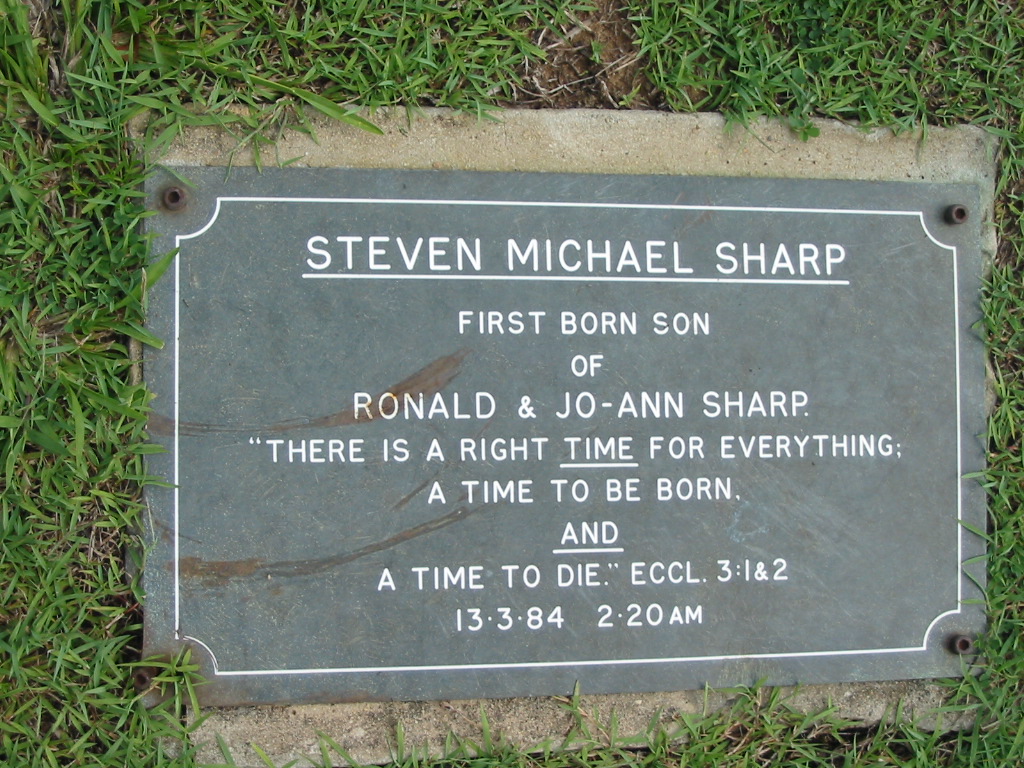 STEVEN MICHAEL SHARP
FIRST BORN SON
OF
RONALD & JO-ANN SHARP.
"THERE IS A RIGHT TIME FOR EVERYTHING;
A TIME TO BE BORN,
AND
A TIME TO DIE." ECCL. 3:1&2
13·3·84 2·20AM